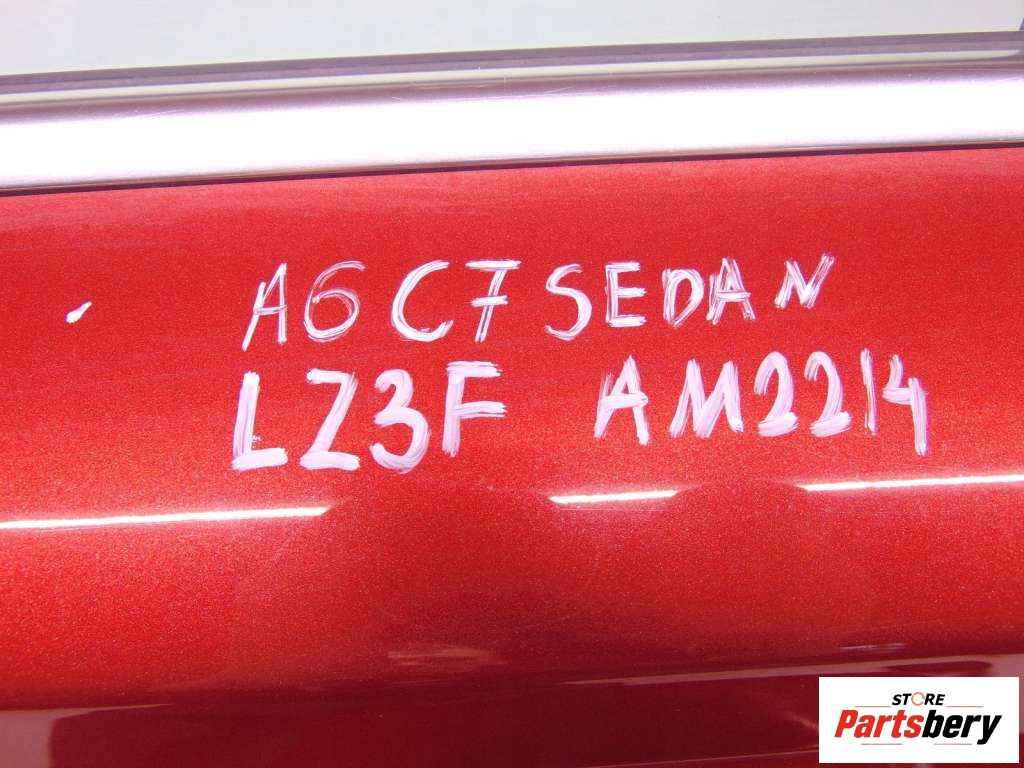 A6 C7 SEDAN
LZ3F AM2214
STORE
Partsbery